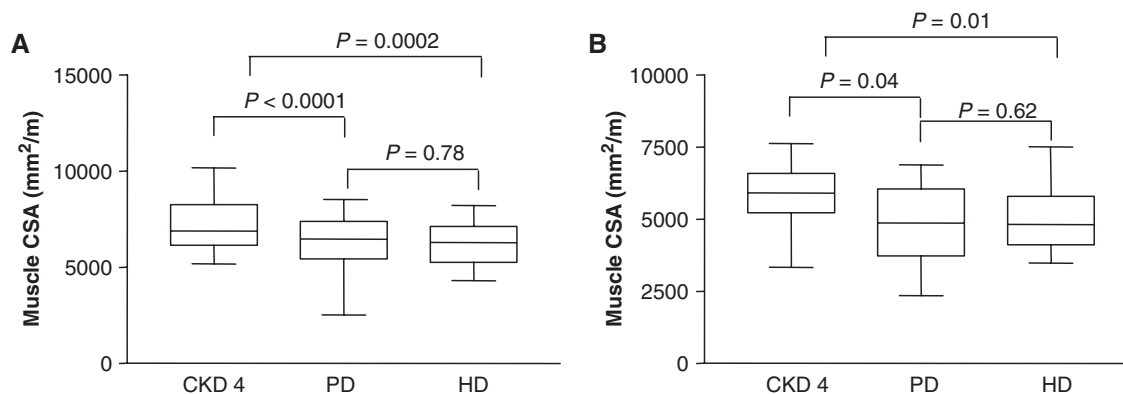 A
P = 0.0002
15000
P < 0.0001
10000
P = 0.78
5000
0
Muscle CSA (mm²/m)
CKD 4
PD
HD
B
P = 0.01
10000
P = 0.04
P = 0.62
7500
5000
2500
0
Muscle CSA (mm²/m)
CKD 4
PD
HD